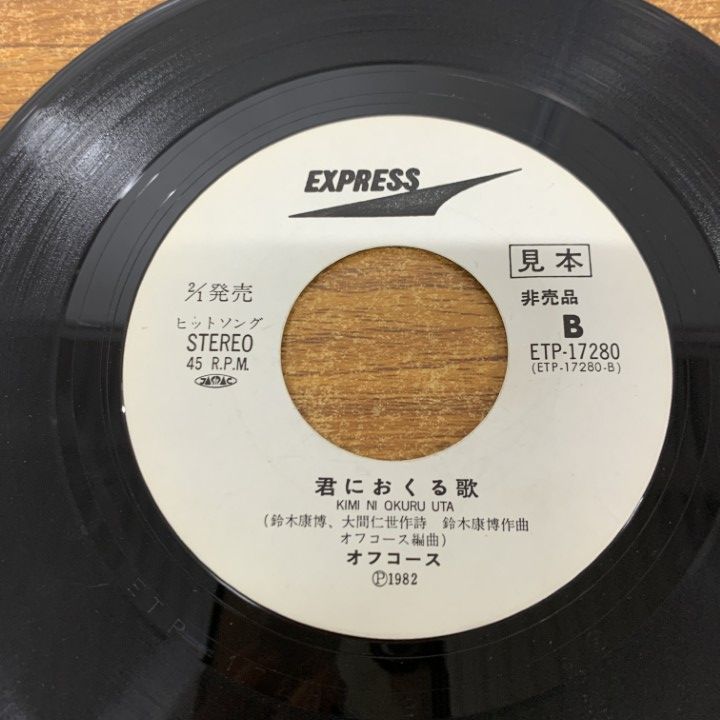 EXPRESS
見本
2/1発売
非売品
ヒットソング
B
STEREO
ETP-17280
45 R.P.M.
(ETP-17280-B)
JASRAC
君におくる歌
KIMI NI OKURU UTA
(鈴木康博、大間仁世作詩 鈴木康博作曲
オフコース編曲)
オフコース
Ⓟ1982
ETP